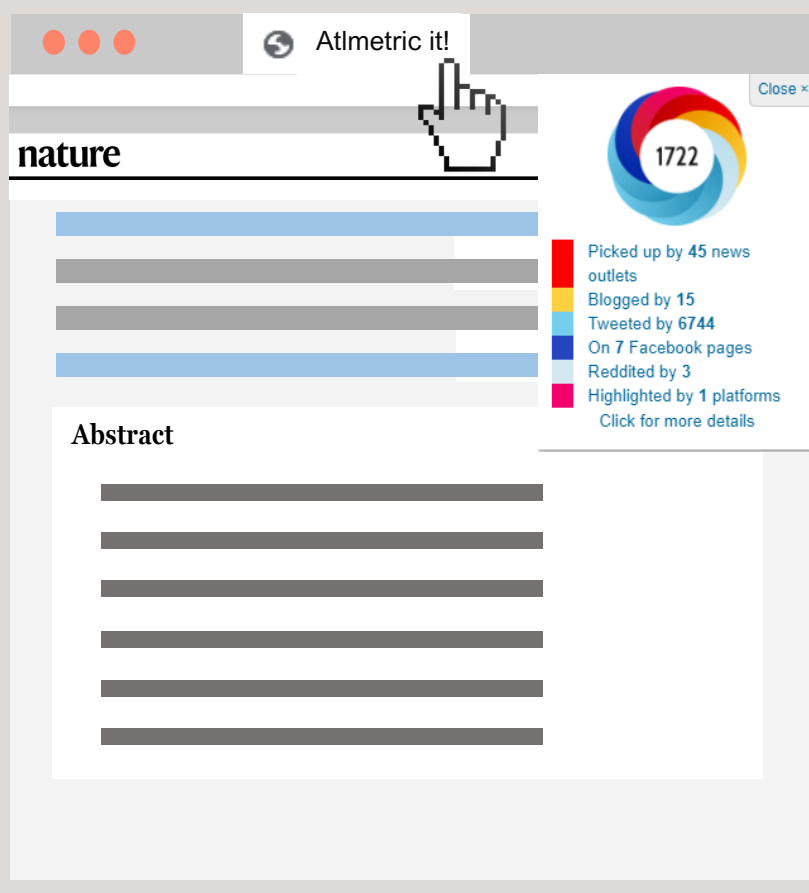 Atlmetric it!
Close ×
nature
1722
Picked up by 45 news
outlets
Blogged by 15
Tweeted by 6744
On 7 Facebook pages
Reddited by 3
Highlighted by 1 platforms
Click for more details
Abstract